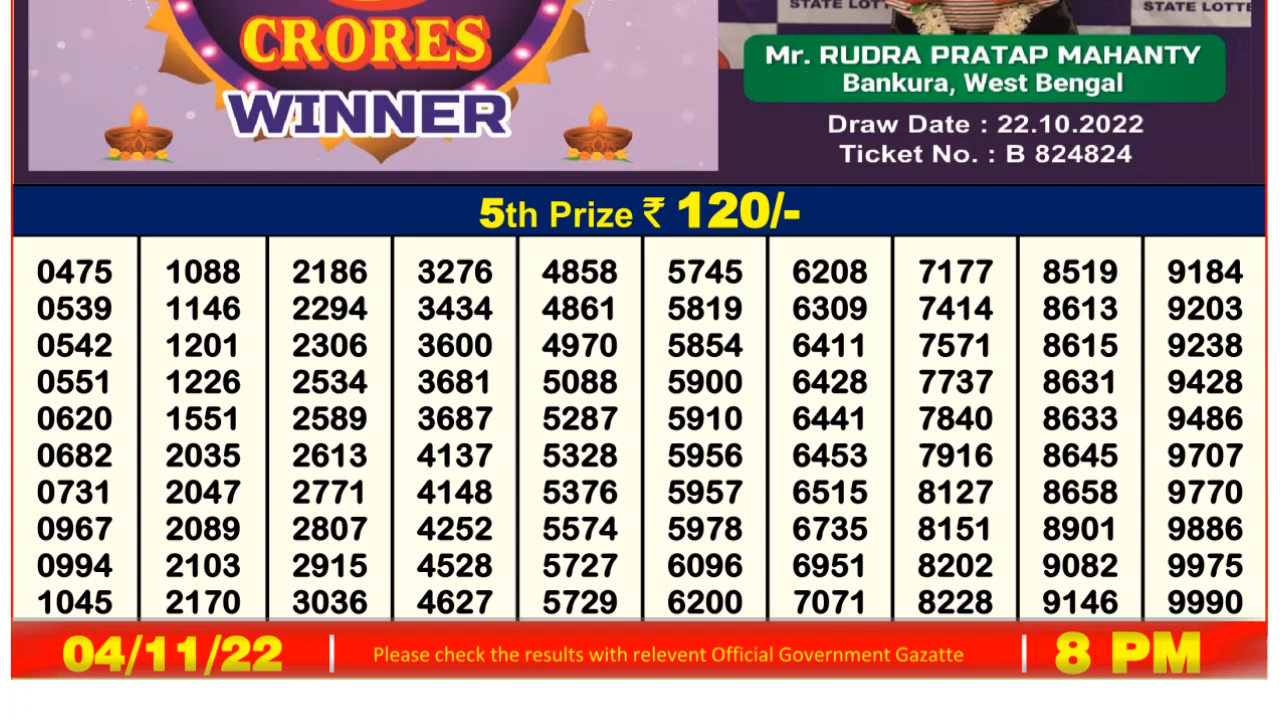 STATE LOTT
STATE LOTTE
CRORES
WINNER
Mr. RUDRA PRATAP MAHANTY
Bankura, West Bengal
Draw Date : 22.10.2022
Ticket No. : B 824824
5th Prize ₹ 120/-
0475 1088 2186 3276 4858 5745 6208 7177 8519 9184
0539 1146 2294 3434 4861 5819 6309 7414 8613 9203
0542 1201 2306 3600 4970 5854 6411 7571 8615 9238
0551 1226 2534 3681 5088 5900 6428 7737 8631 9428
0620 1551 2589 3687 5287 5910 6441 7840 8633 9486
0682 2035 2613 4137 5328 5956 6453 7916 8645 9707
0731 2047 2771 4148 5376 5957 6515 8127 8658 9770
0967 2089 2807 4252 5574 5978 6735 8151 8901 9886
0994 2103 2915 4528 5727 6096 6951 8202 9082 9975
1045 2170 3036 4627 5729 6200 7071 8228 9146 9990
04/11/22 | Please check the results with relevent Official Government Gazatte | 8 PM